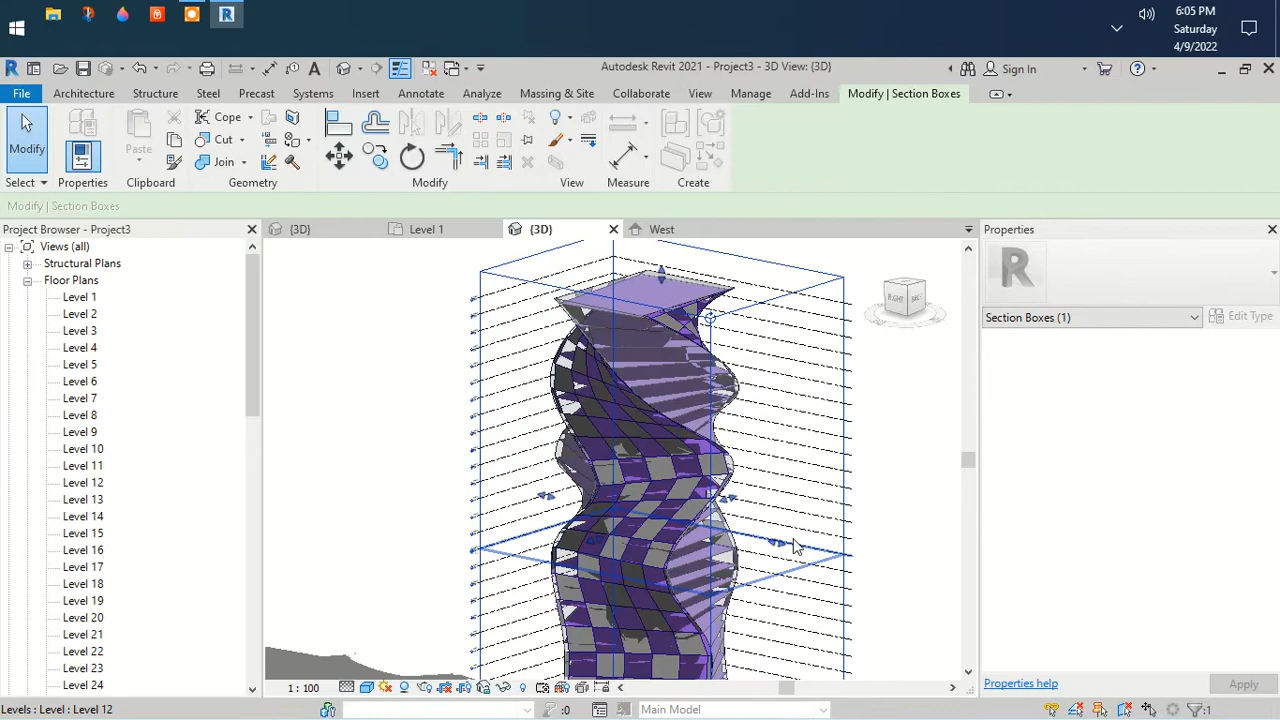 6:05 PM
Saturday
4/9/2022
Autodesk Revit 2021 - Project3 - 3D View: {3D}
Sign In
File
Architecture
Structure
Steel
Precast
Systems
Insert
Annotate
Analyze
Massing & Site
Collaborate
View
Manage
Add-Ins
Modify | Section Boxes
Modify
Paste
Cope
Cut
Join
Select
Properties
Clipboard
Geometry
Modify
View
Measure
Create
Modify | Section Boxes
Project Browser - Project3
{3D}
Level 1
{3D}
West
Properties
Views (all)
Structural Plans
Floor Plans
Level 1
Level 2
Level 3
Level 4
Level 5
Level 6
Level 7
Level 8
Level 9
Level 10
Level 11
Level 12
Level 13
Level 14
Level 15
Level 16
Level 17
Level 18
Level 19
Level 20
Level 21
Level 22
Level 23
Level 24
RIGHT
BACK
Section Boxes (1)
Edit Type
Properties help
Apply
1 : 100
Levels : Level : Level 12
:0
Main Model
:1